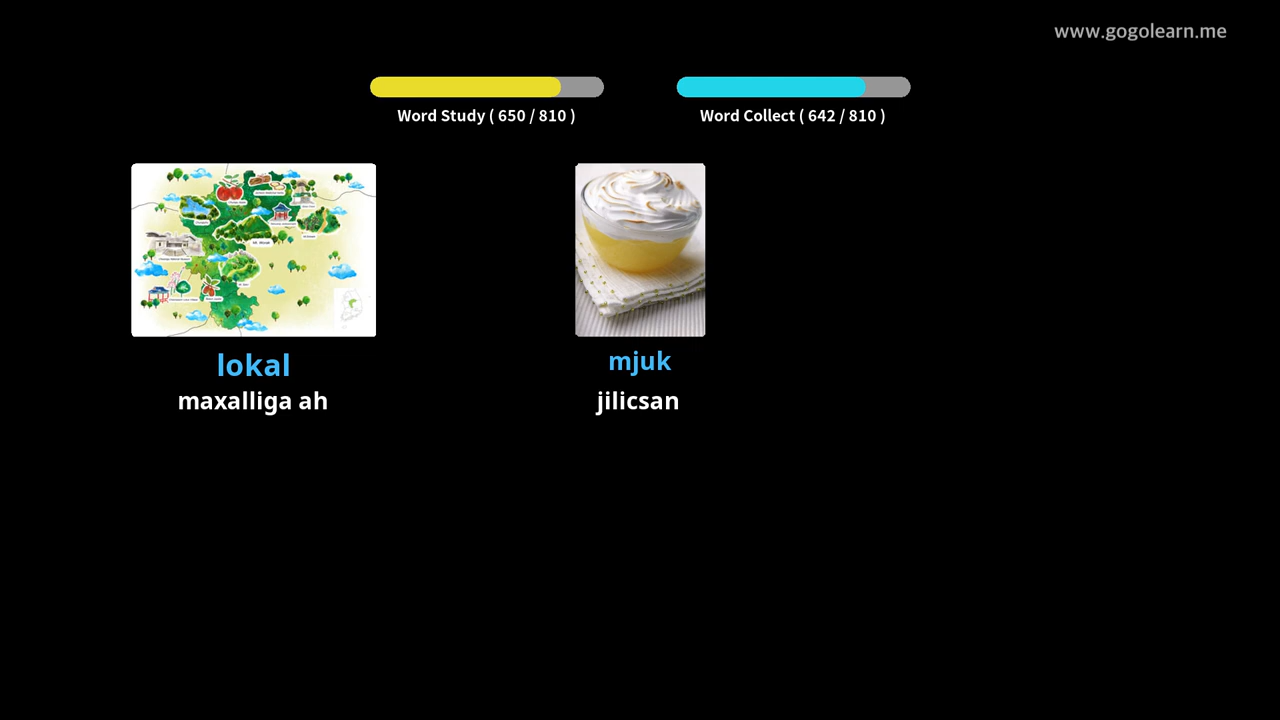 www.gogolearn.me
Word Study ( 650 / 810 )
Word Collect ( 642 / 810 )
lokal
mjuk
maxalliga ah
jilicsan